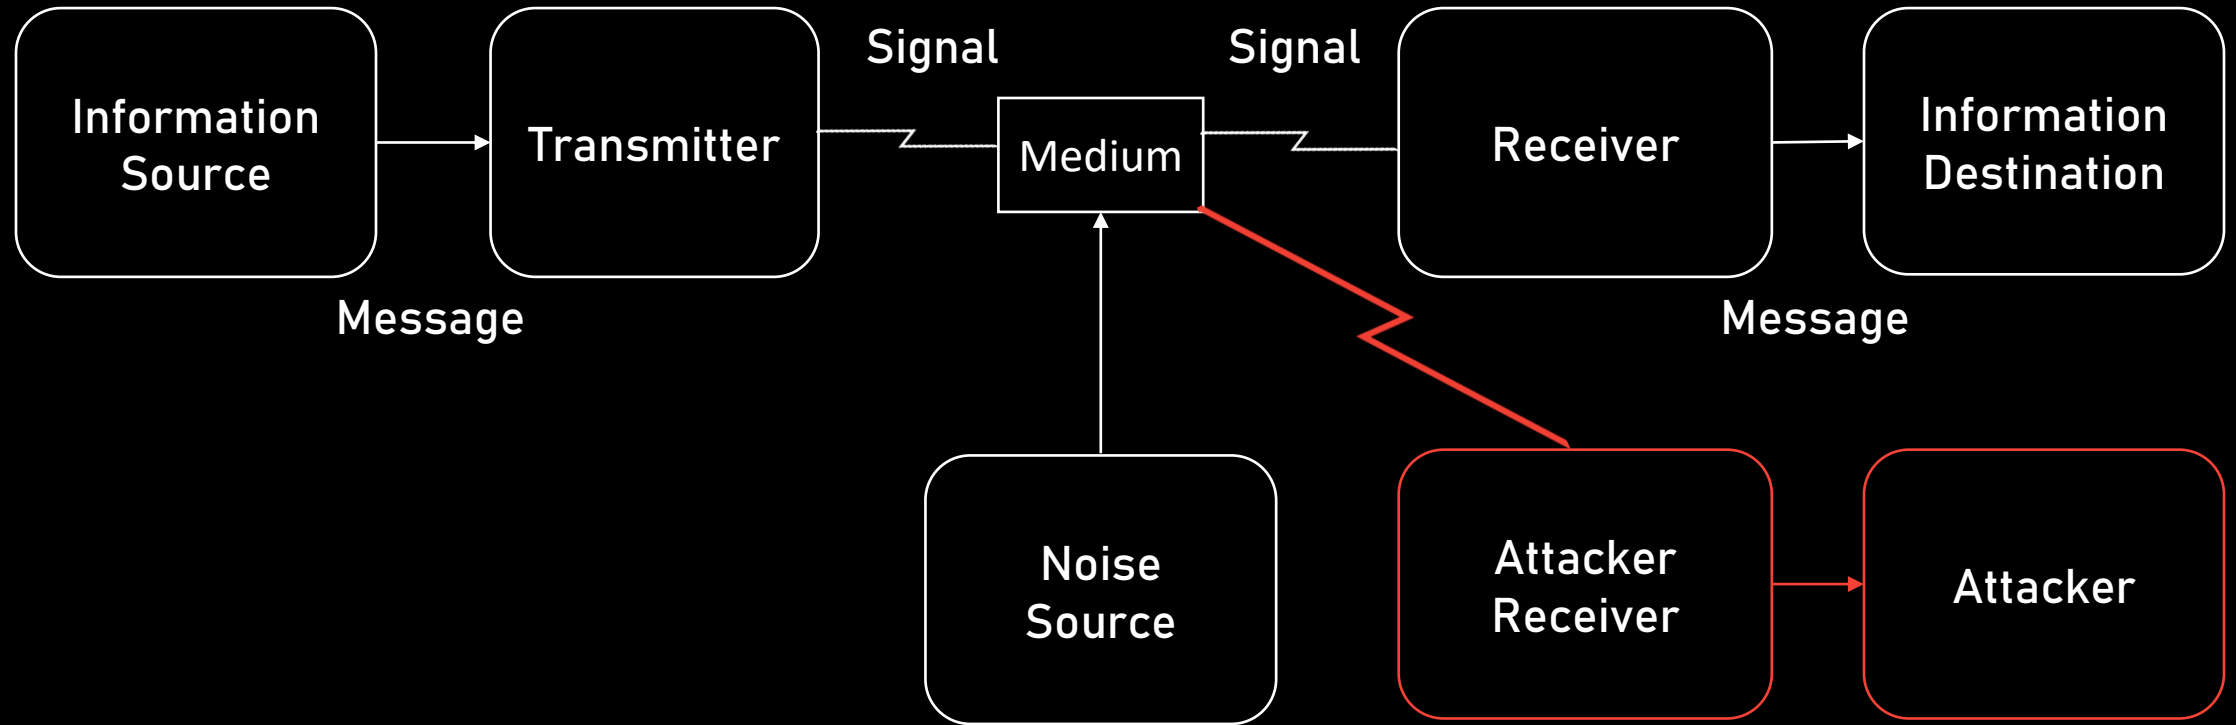 Signal
Signal
Information
Source
Transmitter
Medium
Receiver
Information
Destination
Message
Message
Noise
Source
Attacker
Receiver
Attacker